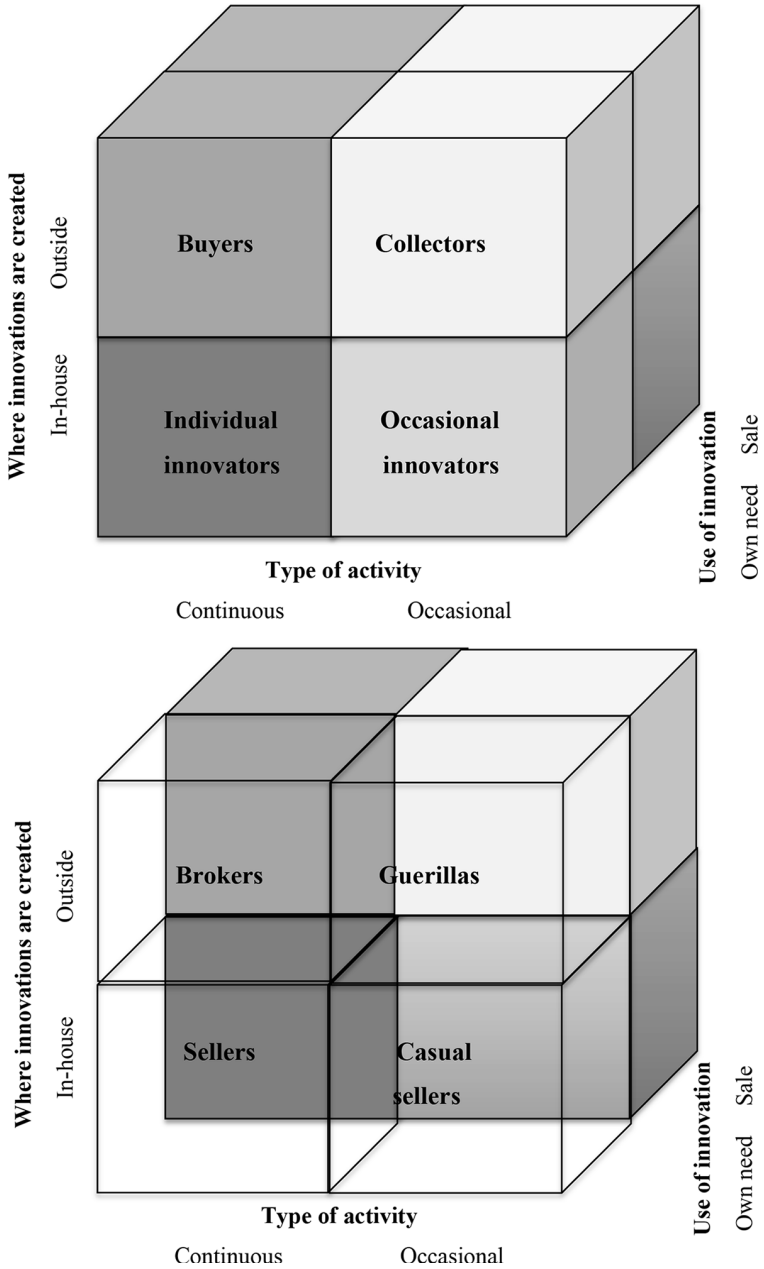 Where innovations are created
Outside
In-house
Buyers
Collectors
Individual
innovators
Occasional
innovators
Use of innovation
Own need
Sale
Type of activity
Continuous
Occasional
Where innovations are created
Outside
In-house
Brokers
Guerillas
Sellers
Casual
sellers
Use of innovation
Own need
Sale
Type of activity
Continuous
Occasional